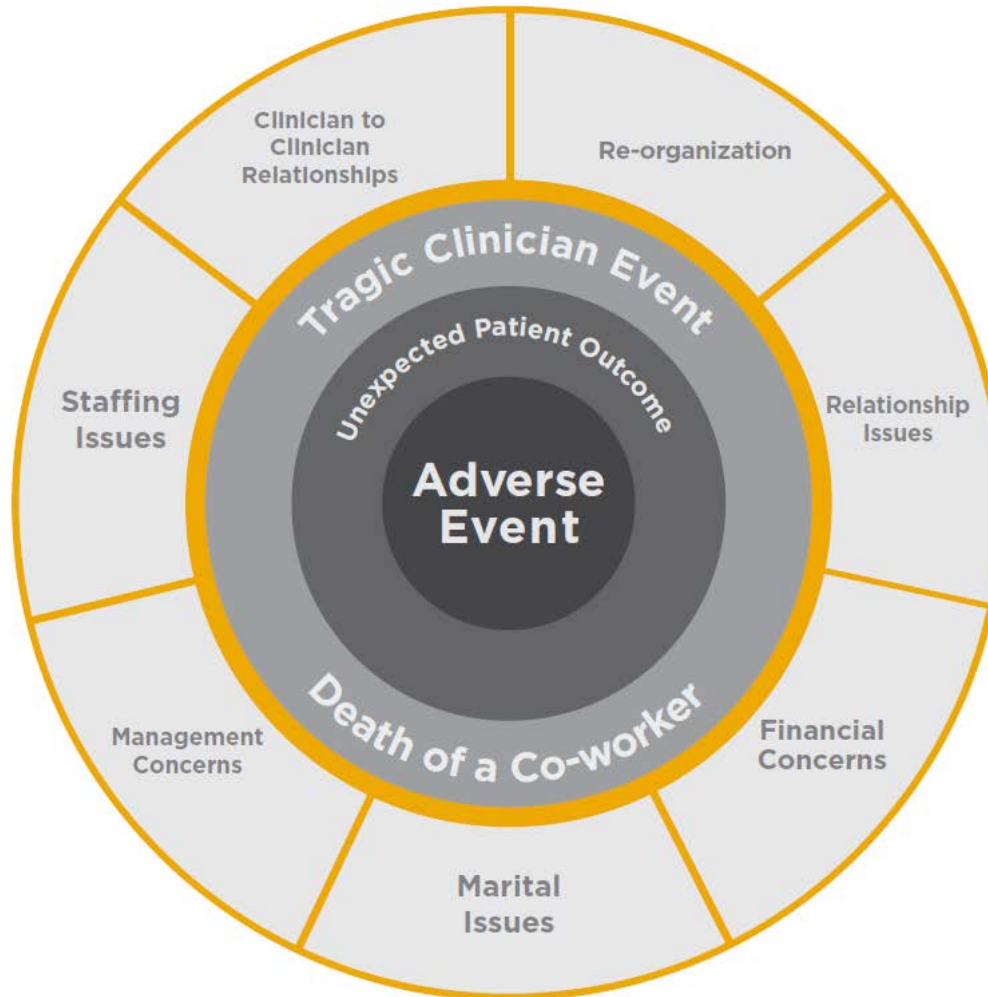 Clinician to
Clinician
Relationships
Re-organization
Tragic Clinician Event
Unexpected Patient Outcome
Staffing
Issues
Relationship
Issues
Adverse
Event
Death of a Co-worker
Management
Concerns
Financial
Concerns
Marital
Issues